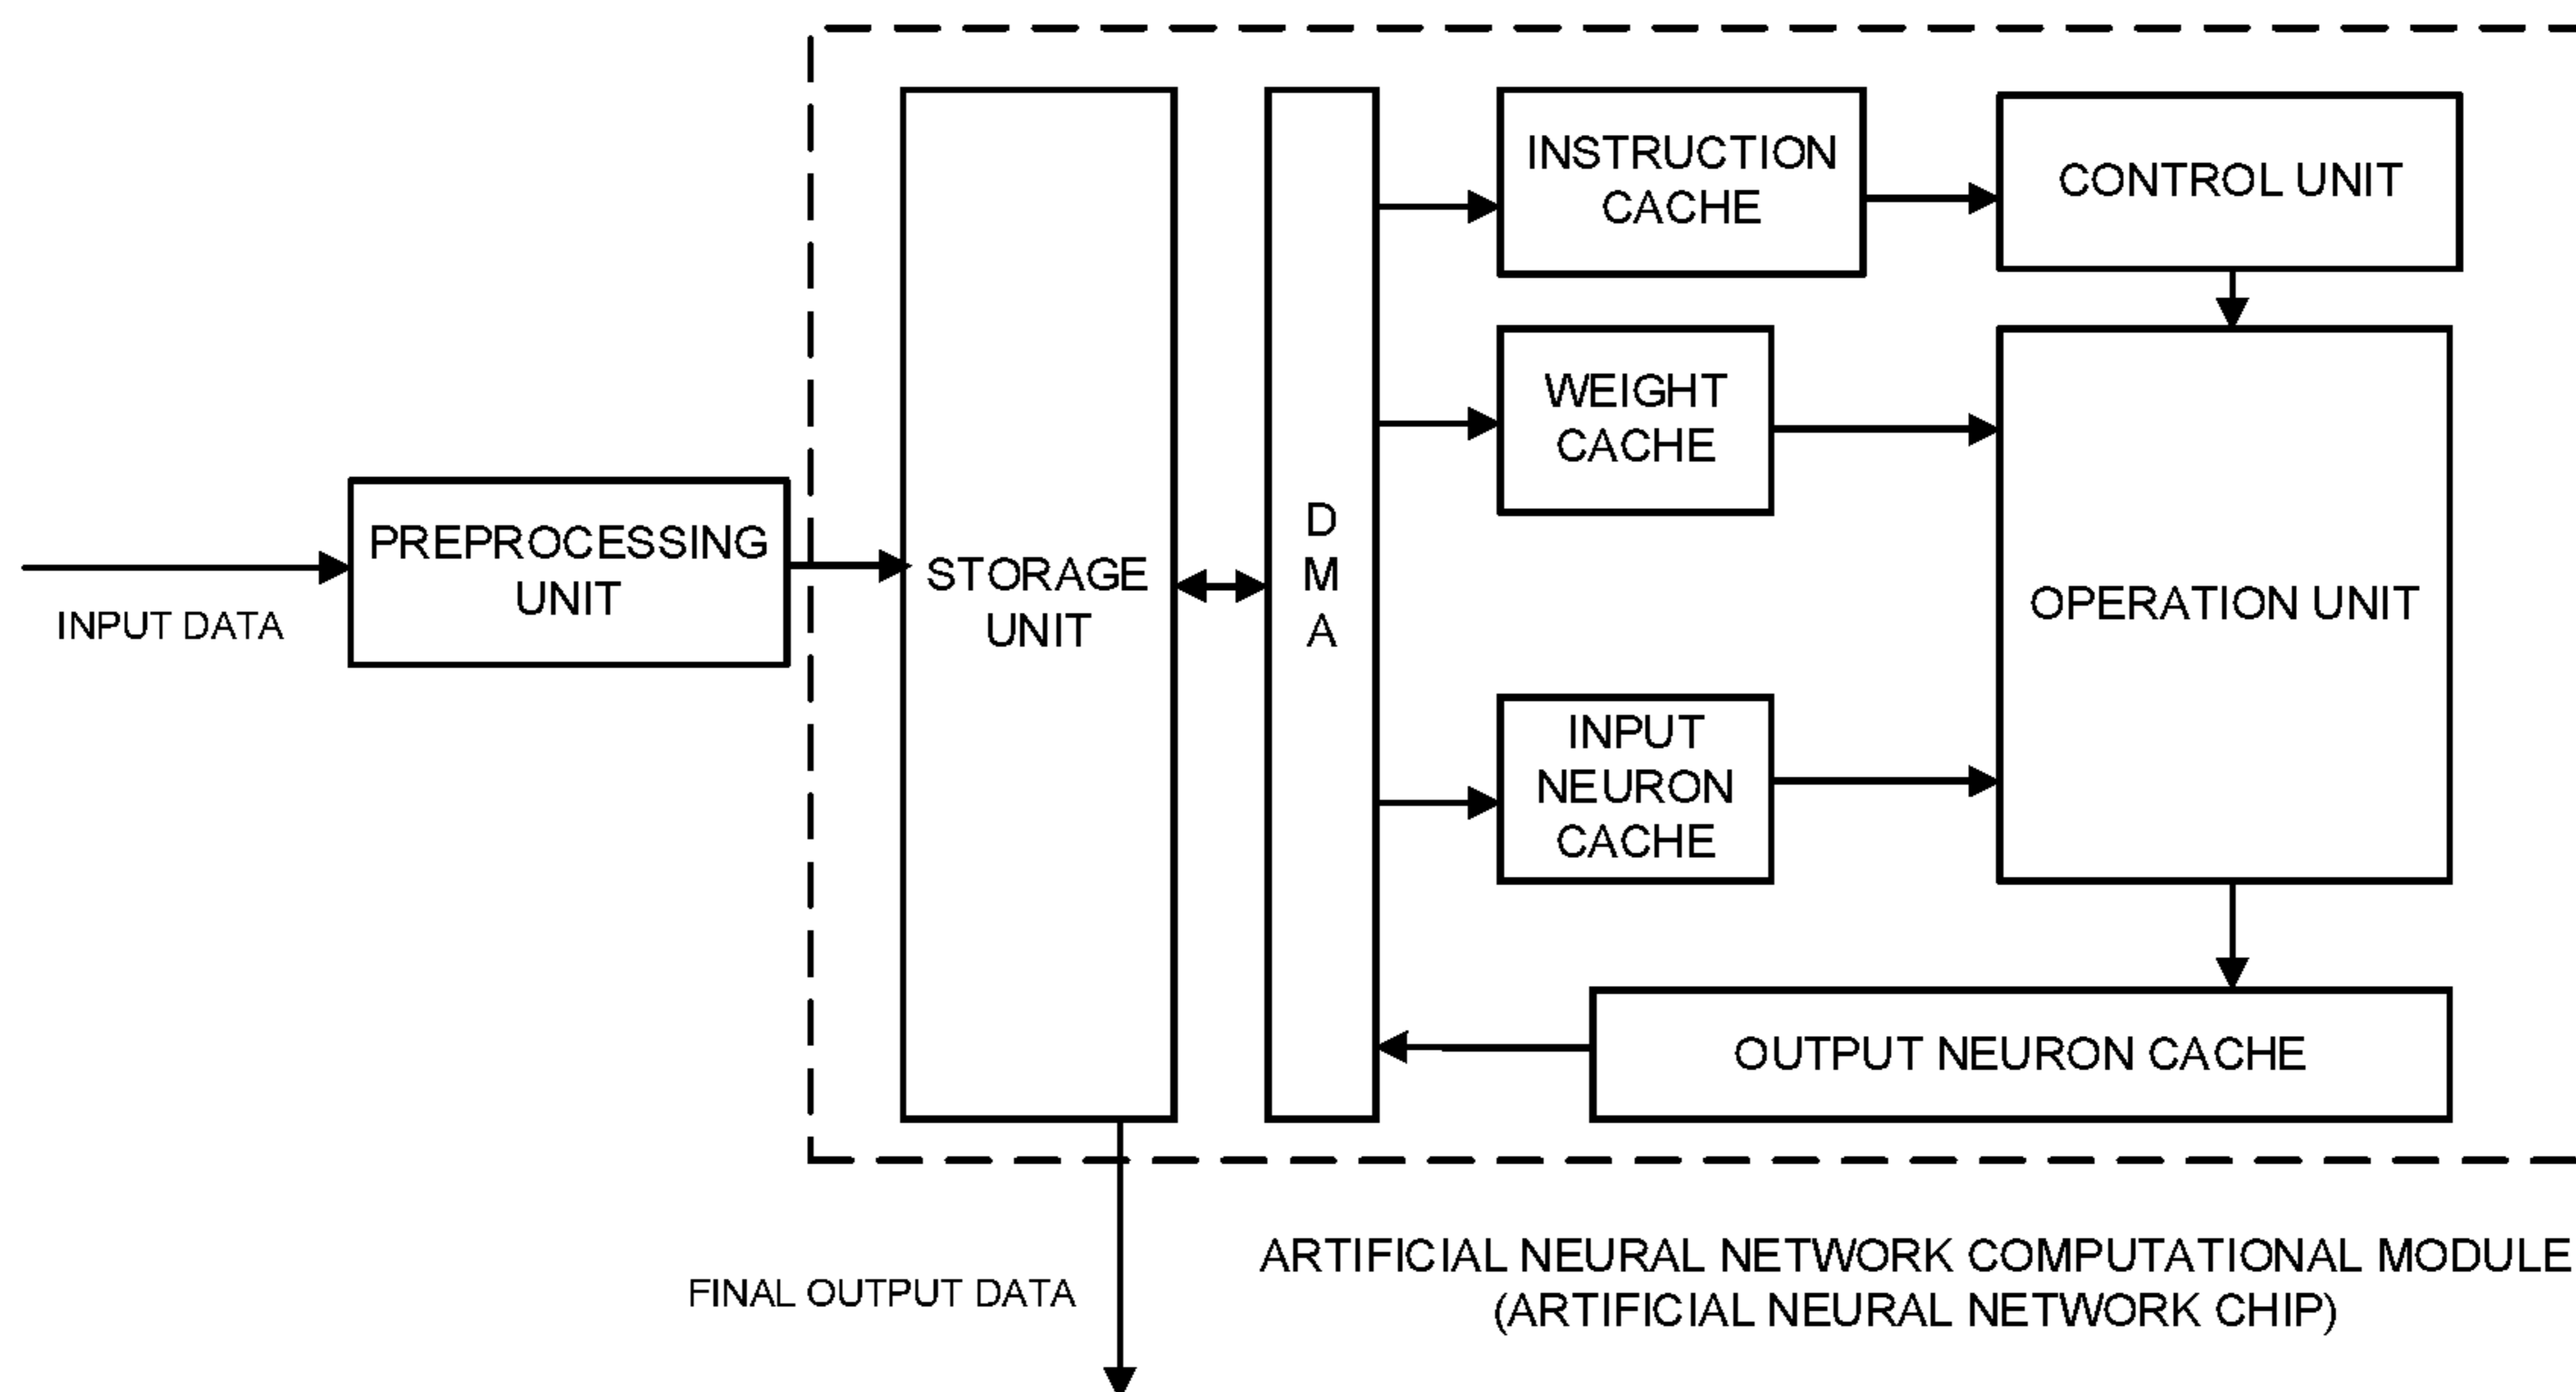 INPUT DATA
PREPROCESSING
UNIT
STORAGE
UNIT
D
M
A
INSTRUCTION
CACHE
CONTROL UNIT
WEIGHT
CACHE
OPERATION UNIT
INPUT
NEURON
CACHE
OUTPUT NEURON CACHE
FINAL OUTPUT DATA
ARTIFICIAL NEURAL NETWORK COMPUTATIONAL MODULE
(ARTIFICIAL NEURAL NETWORK CHIP)